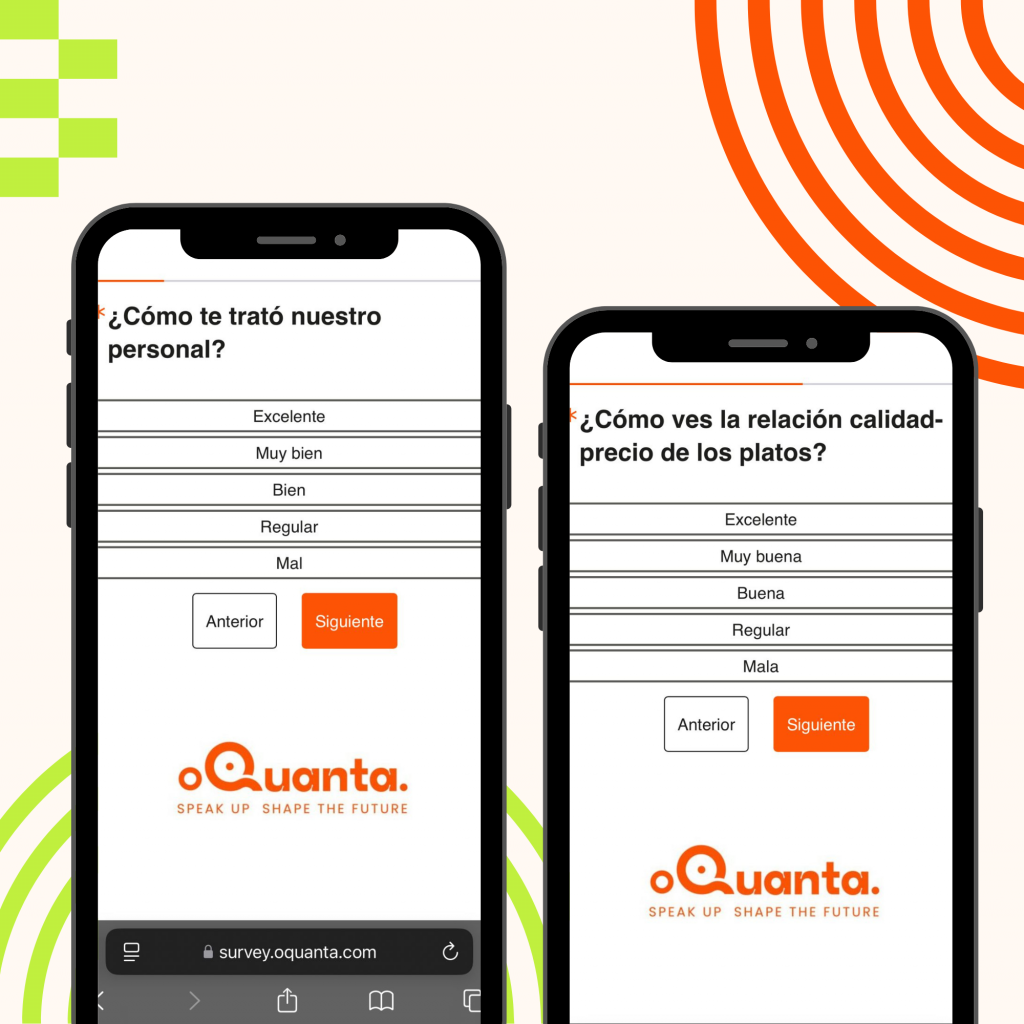 *¿Cómo te trató nuestro
personal?
Excelente
Muy bien
Bien
Regular
Mal
Anterior
Siguiente
oQuanta.
SPEAK UP SHAPE THE FUTURE
survey.oquanta.com
*¿Cómo ves la relación calidad-
precio de los platos?
Excelente
Muy buena
Buena
Regular
Mala
Anterior
Siguiente
oQuanta.
SPEAK UP SHAPE THE FUTURE